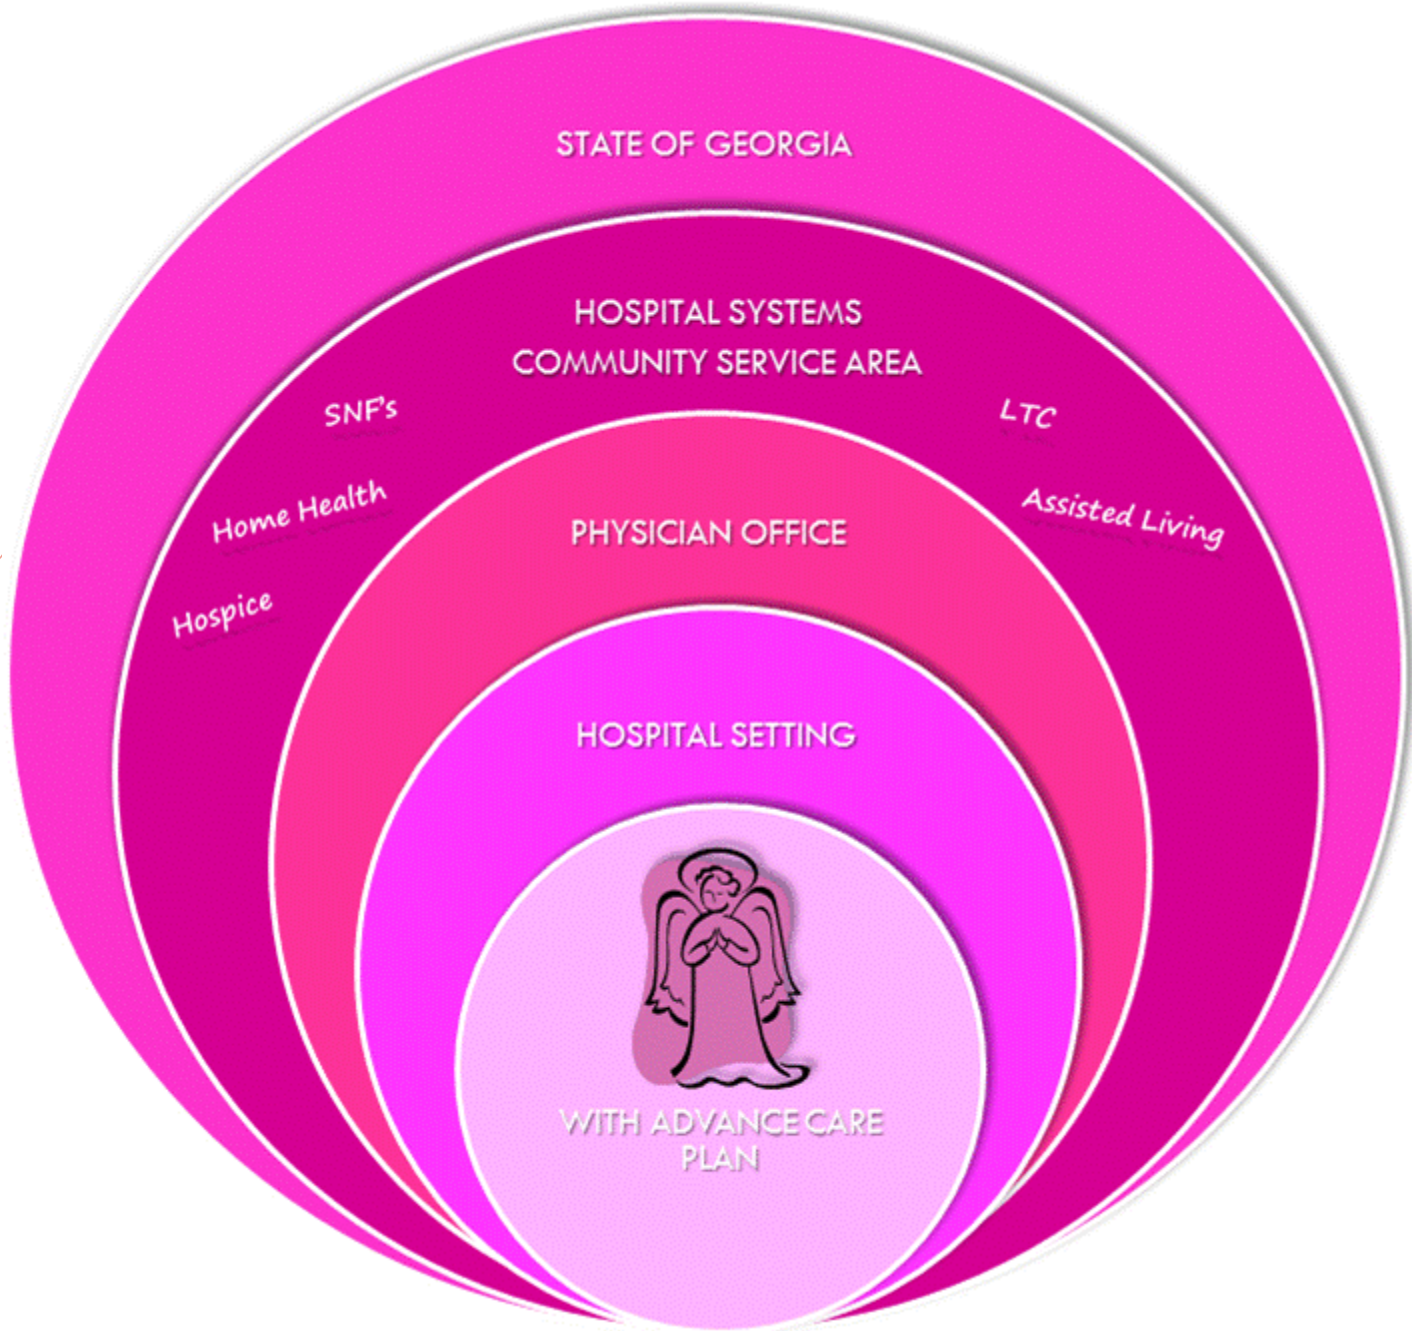 STATE OF GEORGIA
HOSPITAL SYSTEMS
COMMUNITY SERVICE AREA
SNF's
LTC
Home Health
Assisted Living
Hospice
PHYSICIAN OFFICE
HOSPITAL SETTING
WITH ADVANCE CARE
PLAN